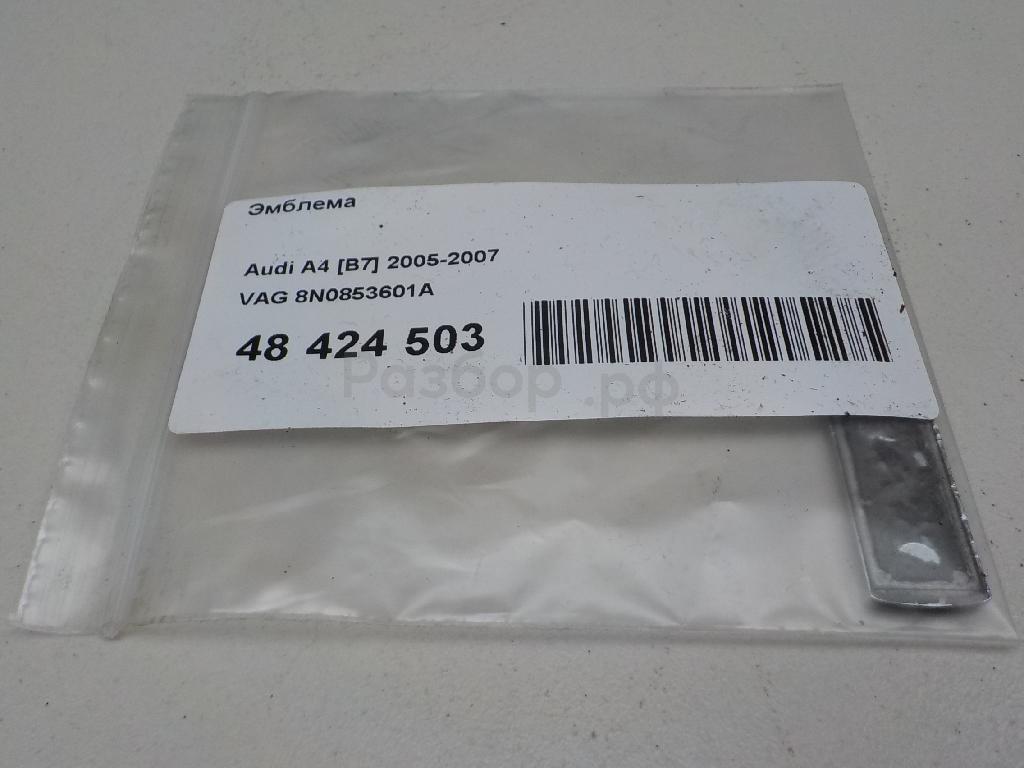 Эмблема
Audi A4 [B7] 2005-2007
VAG 8N0853601A
48 424 503
Разбор.рф